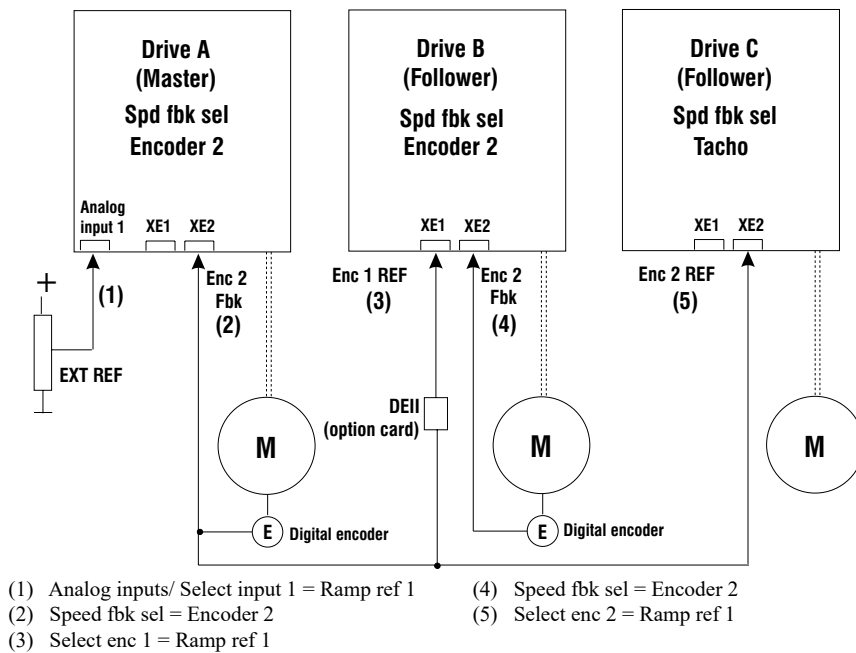 Drive A
(Master)
Spd fbk sel
Encoder 2
Analog
input 1
XE1
XE2
Drive B
(Follower)
Spd fbk sel
Encoder 2
XE1
XE2
Drive C
(Follower)
Spd fbk sel
Tacho
XE1
XE2
+
(1)
EXT REF
Enc 2
Fbk
(2)
Enc 1 REF
(3)
Enc 2
Fbk
(4)
Enc 2 REF
(5)
DEII
(option card)
M
M
M
E
Digital encoder
E
Digital encoder
(1) Analog inputs/ Select input 1 = Ramp ref 1
(2) Speed fbk sel = Encoder 2
(3) Select enc 1 = Ramp ref 1
(4) Speed fbk sel = Encoder 2
(5) Select enc 2 = Ramp ref 1